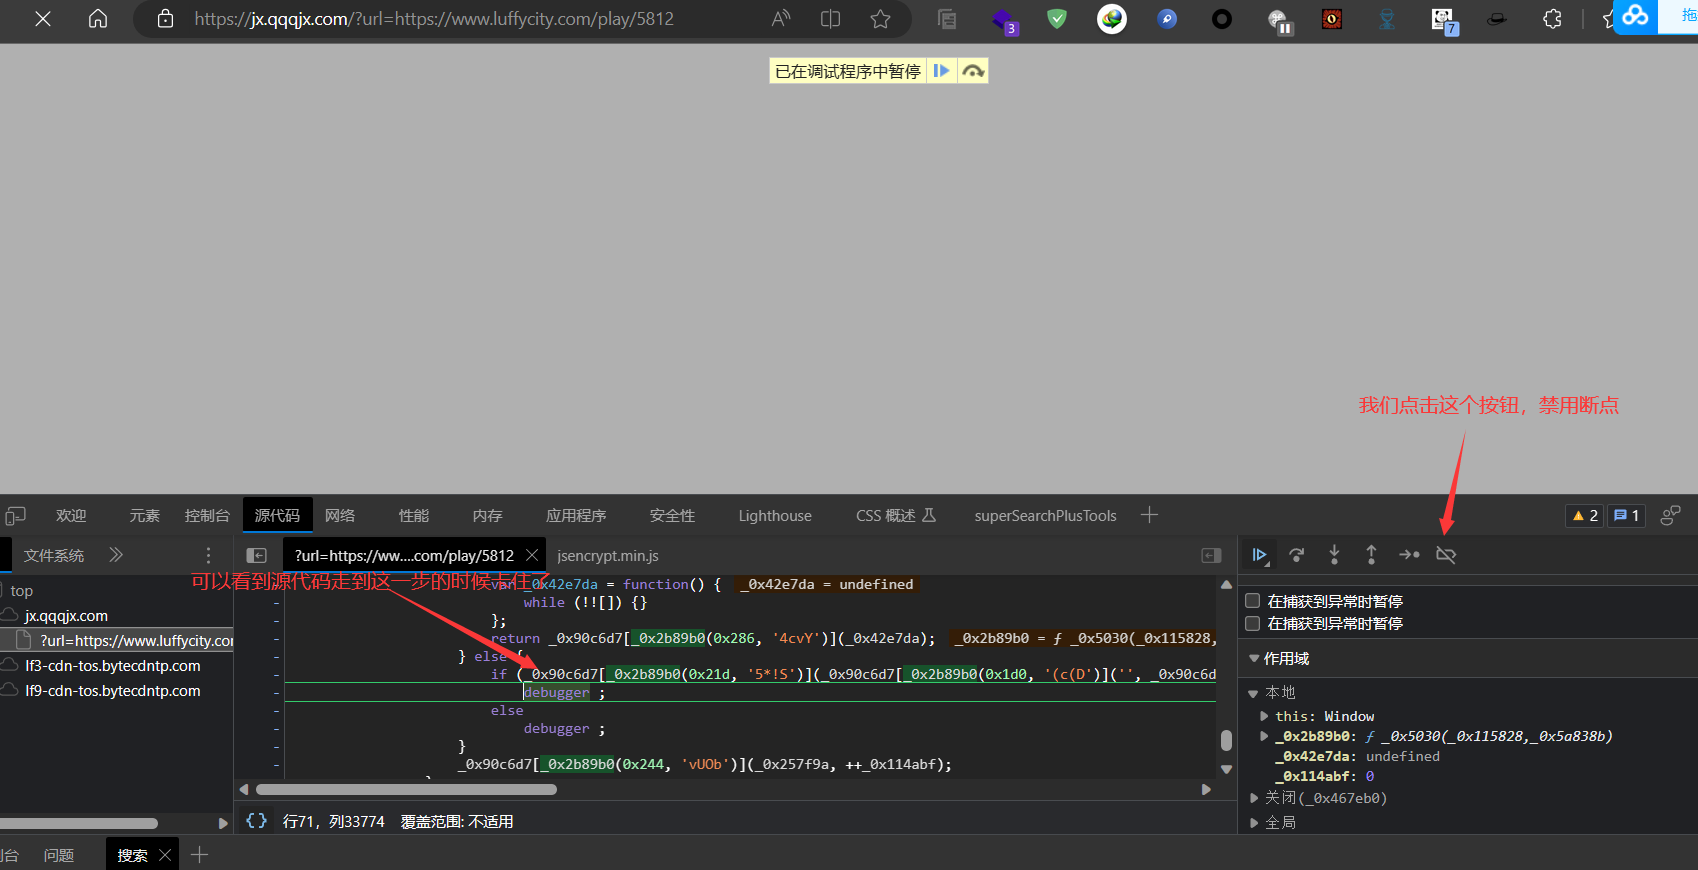 https://jx.qqqjx.com/?url=https://www.luffycity.com/play/5812
3
7
拖
已在调试程序中暂停
我们点击这个按钮，禁用断点
欢迎
元素
控制台
源代码
网络
性能
内存
应用程序
安全性
Lighthouse
CSS 概述
superSearchPlusTools
2
1
文件系统
?url=https://ww....com/play/5812
jsencrypt.min.js
可以看到源代码走到这一步的时候卡住了
top
jx.qqqjx.com
?url=https://www.luffycity.con
lf3-cdn-tos.bytecdntp.com
lf9-cdn-tos.bytecdntp.com
var _0x42e7da = function() { _0x42e7da = undefined
while (!![]) {}
};
return _0x90c6d7[_0x2b89b0(0x286, '4cvY')](_0x42e7da); _0x2b89b0 = ƒ _0x5030(_0x115828,
} else {
if (_0x90c6d7[_0x2b89b0(0x21d, '5*!S')](_0x90c6d7[_0x2b89b0(0x1d0, '(c(D')]('', _0x90c6d
debugger ;
else
debugger ;
}
_0x90c6d7[_0x2b89b0(0x244, 'vUOb')](_0x257f9a, ++_0x114abf);
{} 行71，列33774 覆盖范围: 不适用
在捕获到异常时暂停
在捕获到异常时暂停
作用域
本地
this: Window
_0x2b89b0: ƒ _0x5030(_0x115828,_0x5a838b)
_0x42e7da: undefined
_0x114abf: 0
关闭(_0x467eb0)
全局
台
问题
搜索